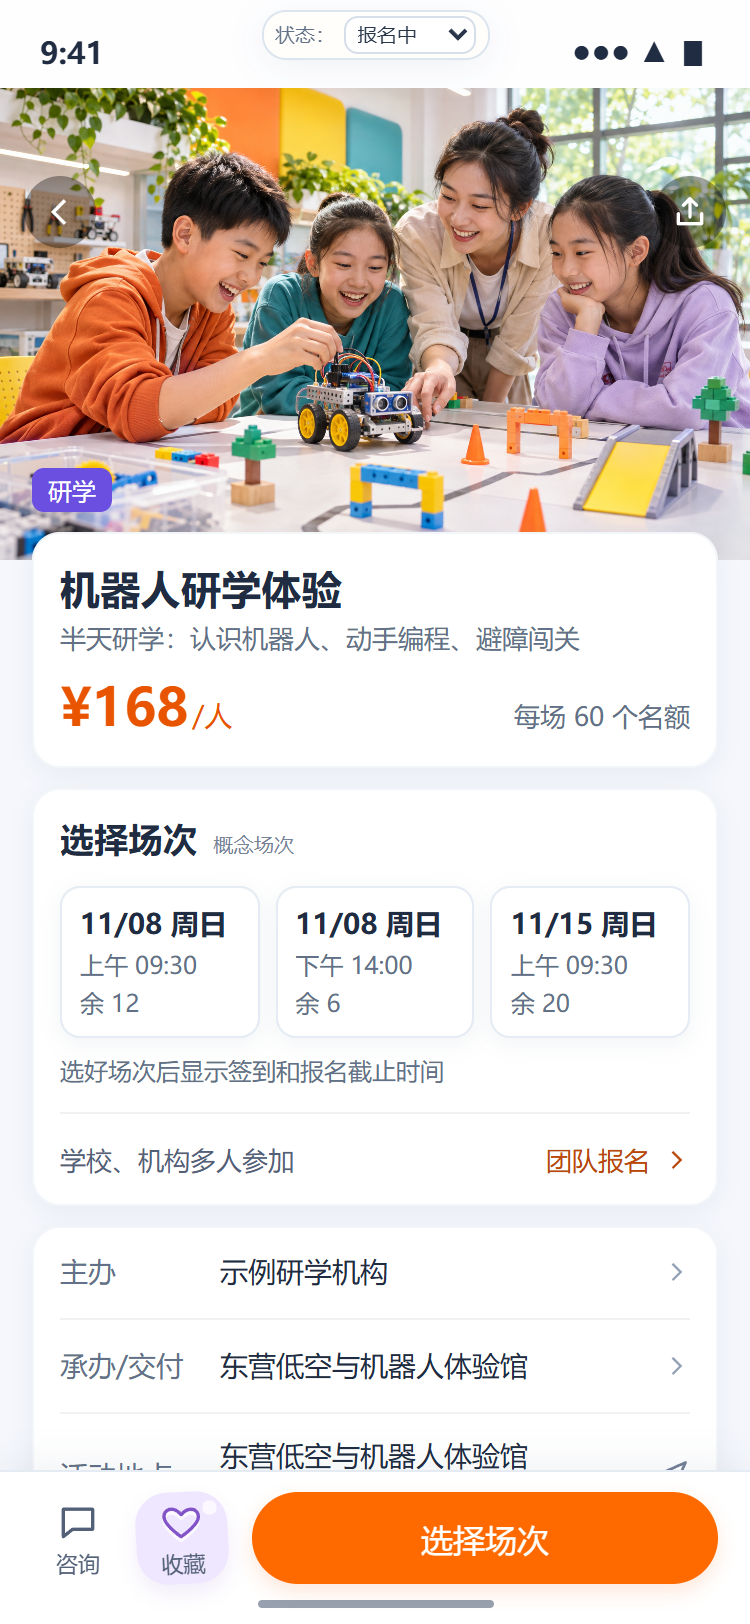 9:41
状态：
报名中
研学
机器人研学体验
半天研学：认识机器人、动手编程、避障闯关
¥168/人
每场 60 个名额
选择场次 概念场次
11/08 周日
上午 09:30
余 12
11/08 周日
下午 14:00
余 6
11/15 周日
上午 09:30
余 20
选好场次后显示签到和报名截止时间
学校、机构多人参加
团队报名
主办
示例研学机构
承办/交付
东营低空与机器人体验馆
活动地点
东营低空与机器人体验馆
咨询
收藏
选择场次